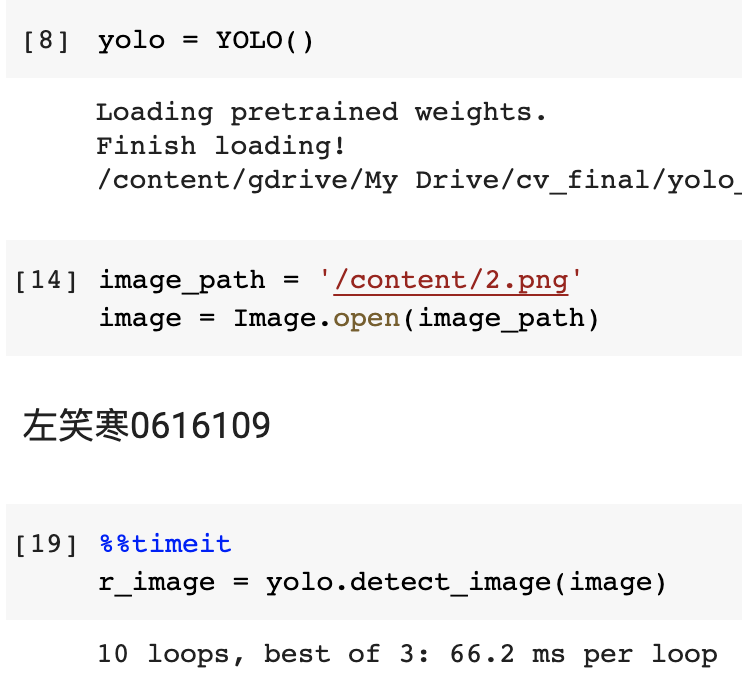 [8] yolo = YOLO()
Loading pretrained weights.
Finish loading!
/content/gdrive/My Drive/cv_final/yolo_
[14] image_path = '/content/2.png'
image = Image.open(image_path)
左笑寒0616109
[19] %%timeit
r_image = yolo.detect_image(image)
10 loops, best of 3: 66.2 ms per loop